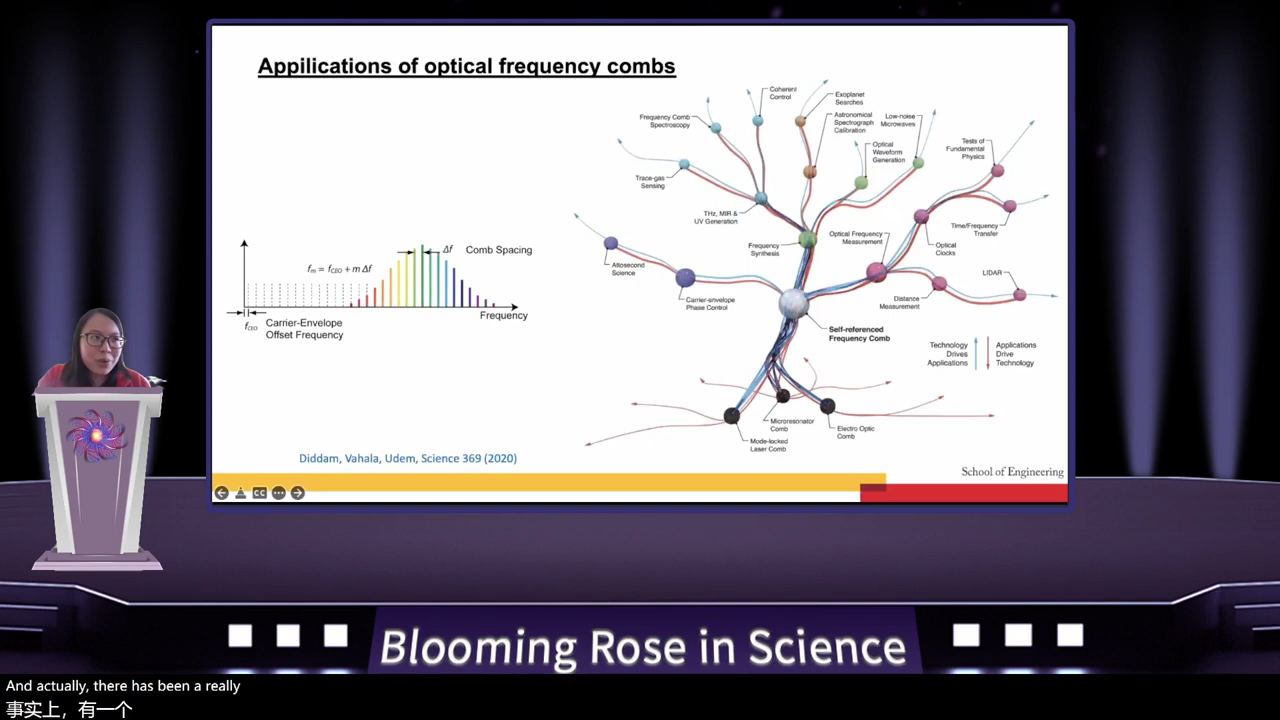 Appilications of optical frequency combs
Δf
Comb Spacing
fₘ = f_CEO + m Δf
Frequency
f_CEO
Carrier-Envelope
Offset Frequency
Coherent
Control
Exoplanet
Searches
Frequency Comb
Spectroscopy
Astronomical
Spectrograph
Calibration
Low-noise
Microwaves
Optical
Waveform
Generation
Tests of
Fundamental
Physics
Trace-gas
Sensing
THz, MIR &
UV Generation
Time/Frequency
Transfer
Optical Frequency
Measurement
Frequency
Synthesis
Optical
Clocks
Attosecond
Science
LIDAR
Carrier-envelope
Phase Control
Distance
Measurement
Self-referenced
Frequency Comb
Technology
Drives
Applications
Applications
Drive
Technology
Microresonator
Comb
Electro Optic
Comb
Mode-locked
Laser Comb
Diddam, Vahala, Udem, Science 369 (2020)
School of Engineering
CC
Blooming Rose in Science
And actually, there has been a really
事实上，有一个